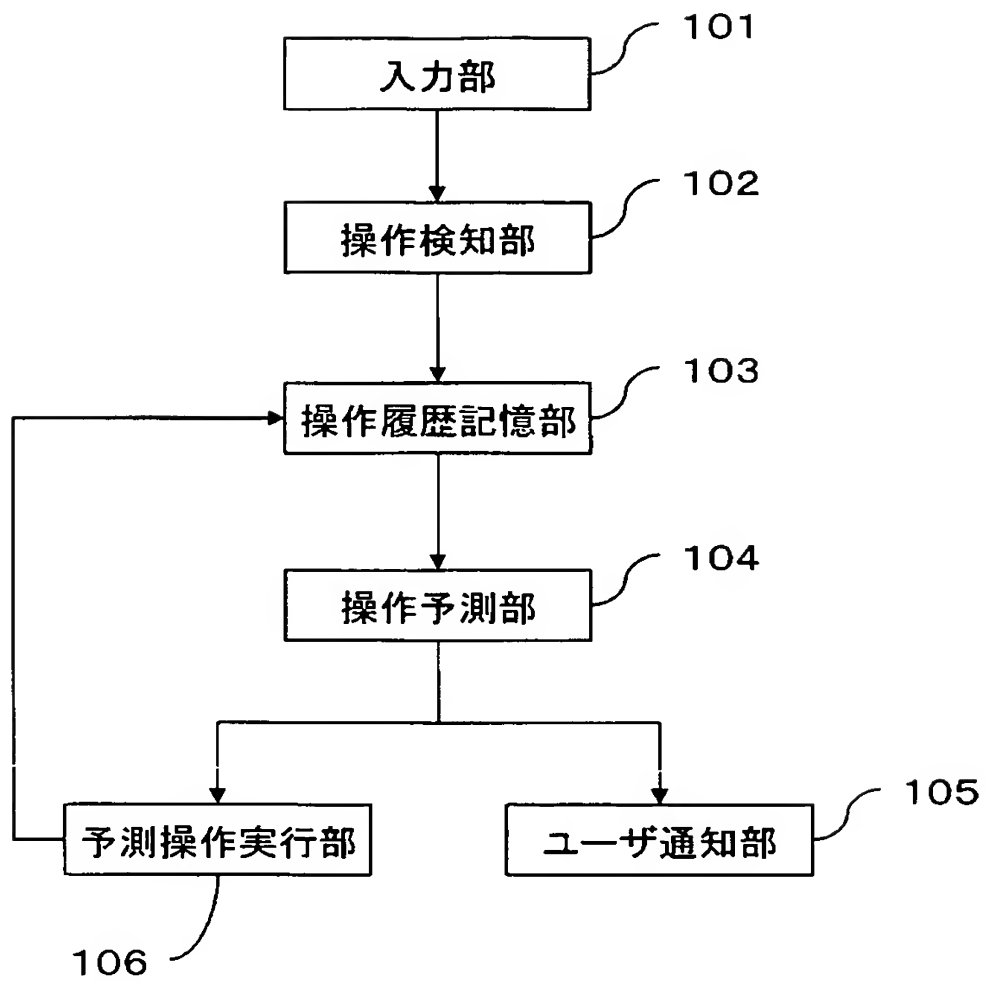 101
入力部
102
操作検知部
103
操作履歴記憶部
104
操作予測部
105
予測操作実行部
ユーザ通知部
106